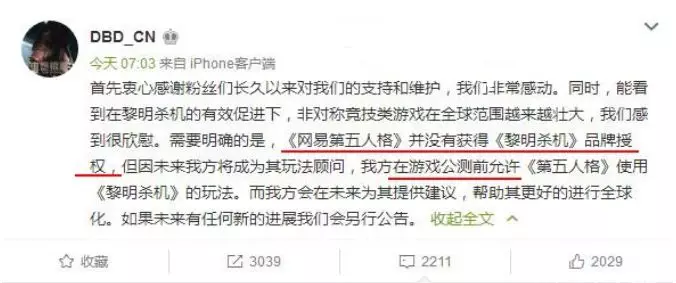 DBD_CN
今天 07:03 来自 iPhone客户端
首先衷心感谢粉丝们长久以来对我们的支持和维护，我们非常感动。同时，能看
到在黎明杀机的有效促进下，非对称竞技类游戏在全球范围越来越壮大，我们感
到很欣慰。需要明确的是，《网易第五人格》并没有获得《黎明杀机》品牌授
权，但因未来我方将成为其玩法顾问，我方在游戏公测前允许《第五人格》使用
《黎明杀机》的玩法。而我方会在未来为其提供建议，帮助其更好的进行全球
化。如果未来有任何新的进展我们会另行公告。 收起全文
收藏 3039 2211 2029